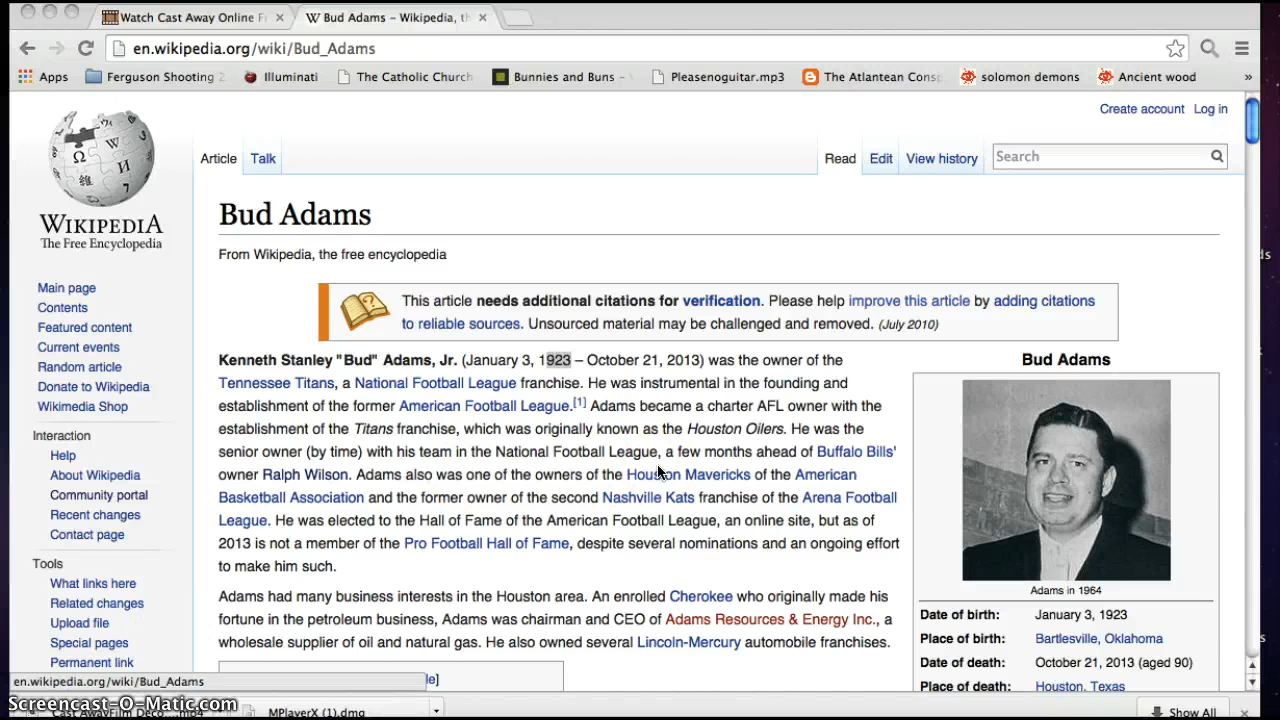 Watch Cast Away Online F
Bud Adams – Wikipedia, th
en.wikipedia.org/wiki/Bud_Adams
Apps
Ferguson Shooting
Illuminati
The Catholic Churc
Bunnies and Buns –
Pleasenguitar.mp3
The Atlantean Cons
solomon demons
Ancient wood
»
Create account Log in
Article Talk
Read Edit View history
Search
WIKIPEDIA
The Free Encyclopedia
Main page
Contents
Featured content
Current events
Random article
Donate to Wikipedia
Wikimedia Shop
Interaction
Help
About Wikipedia
Community portal
Recent changes
Contact page
Tools
What links here
Related changes
Upload file
Special pages
Permanent link
Bud Adams
From Wikipedia, the free encyclopedia
This article needs additional citations for verification. Please help improve this article by adding citations
to reliable sources. Unsourced material may be challenged and removed. (July 2010)
Kenneth Stanley "Bud" Adams, Jr. (January 3, 1923 – October 21, 2013) was the owner of the
Tennessee Titans, a National Football League franchise. He was instrumental in the founding and
establishment of the former American Football League.[1] Adams became a charter AFL owner with the
establishment of the Titans franchise, which was originally known as the Houston Oilers. He was the
senior owner (by time) with his team in the National Football League, a few months ahead of Buffalo Bills'
owner Ralph Wilson. Adams also was one of the owners of the Houston Mavericks of the American
Basketball Association and the former owner of the second Nashville Kats franchise of the Arena Football
League. He was elected to the Hall of Fame of the American Football League, an online site, but as of
2013 is not a member of the Pro Football Hall of Fame, despite several nominations and an ongoing effort
to make him such.
Adams had many business interests in the Houston area. An enrolled Cherokee who originally made his
fortune in the petroleum business, Adams was chairman and CEO of Adams Resources & Energy Inc., a
wholesale supplier of oil and natural gas. He also owned several Lincoln-Mercury automobile franchises.
Bud Adams
Adams in 1964
Date of birth: January 3, 1923
Place of birth: Bartlesville, Oklahoma
Date of death: October 21, 2013 (aged 90)
Place of death: Houston, Texas
en.wikipedia.org/wiki/Bud_Adams
Screencast-O-Matic.com
MPlayerX (1).dmg
Show All